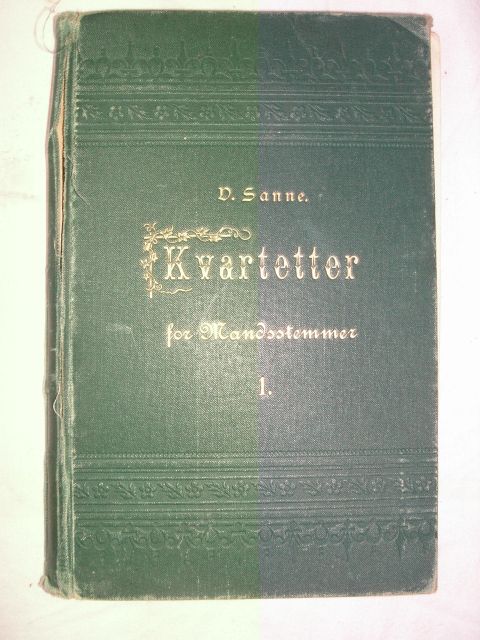 V. Sanne.
Kvartetter
for Mandsstemmer
1.